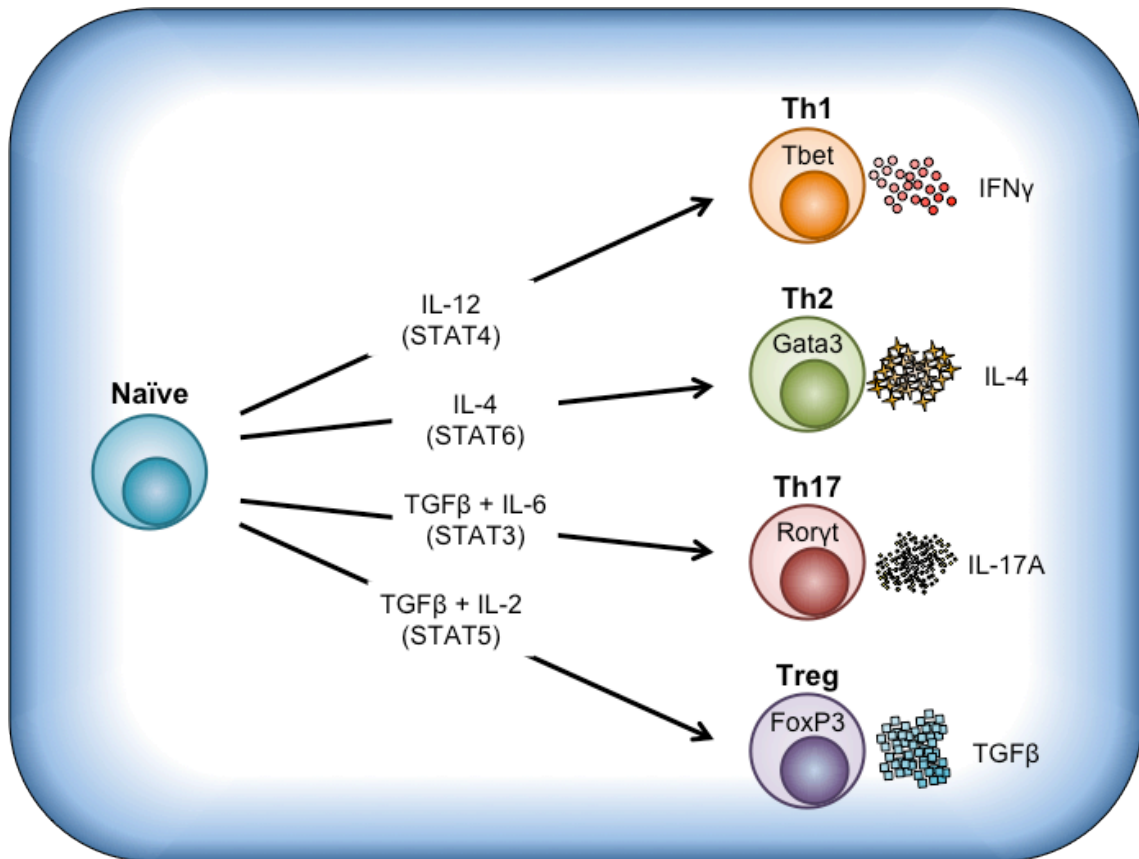 Naïve
IL-12
(STAT4)
IL-4
(STAT6)
TGFβ + IL-6
(STAT3)
TGFβ + IL-2
(STAT5)
Th1
Tbet
IFNγ
Th2
Gata3
IL-4
Th17
Rorγt
IL-17A
Treg
FoxP3
TGFβ